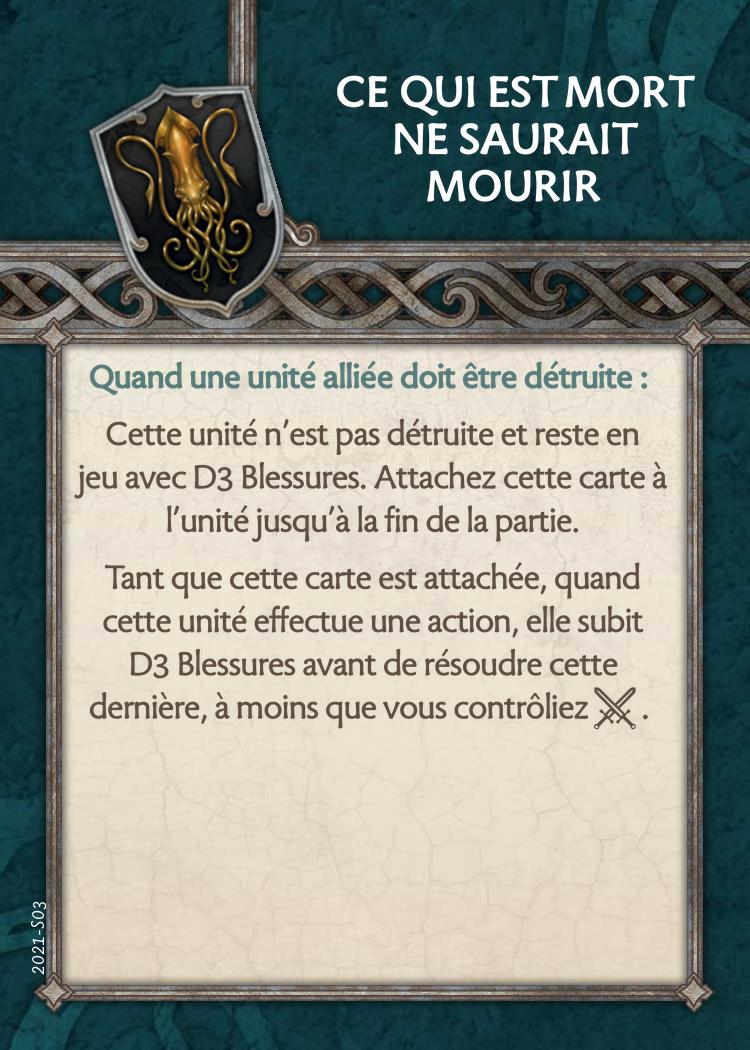 CE QUI EST MORT
NE SAURAIT
MOURIR
Quand une unité alliée doit être détruite :
Cette unité n'est pas détruite et reste en
jeu avec D3 Blessures. Attachez cette carte à
l'unité jusqu'à la fin de la partie.
Tant que cette carte est attachée, quand
cette unité effectue une action, elle subit
D3 Blessures avant de résoudre cette
dernière, à moins que vous contrôliez .
2021-S03